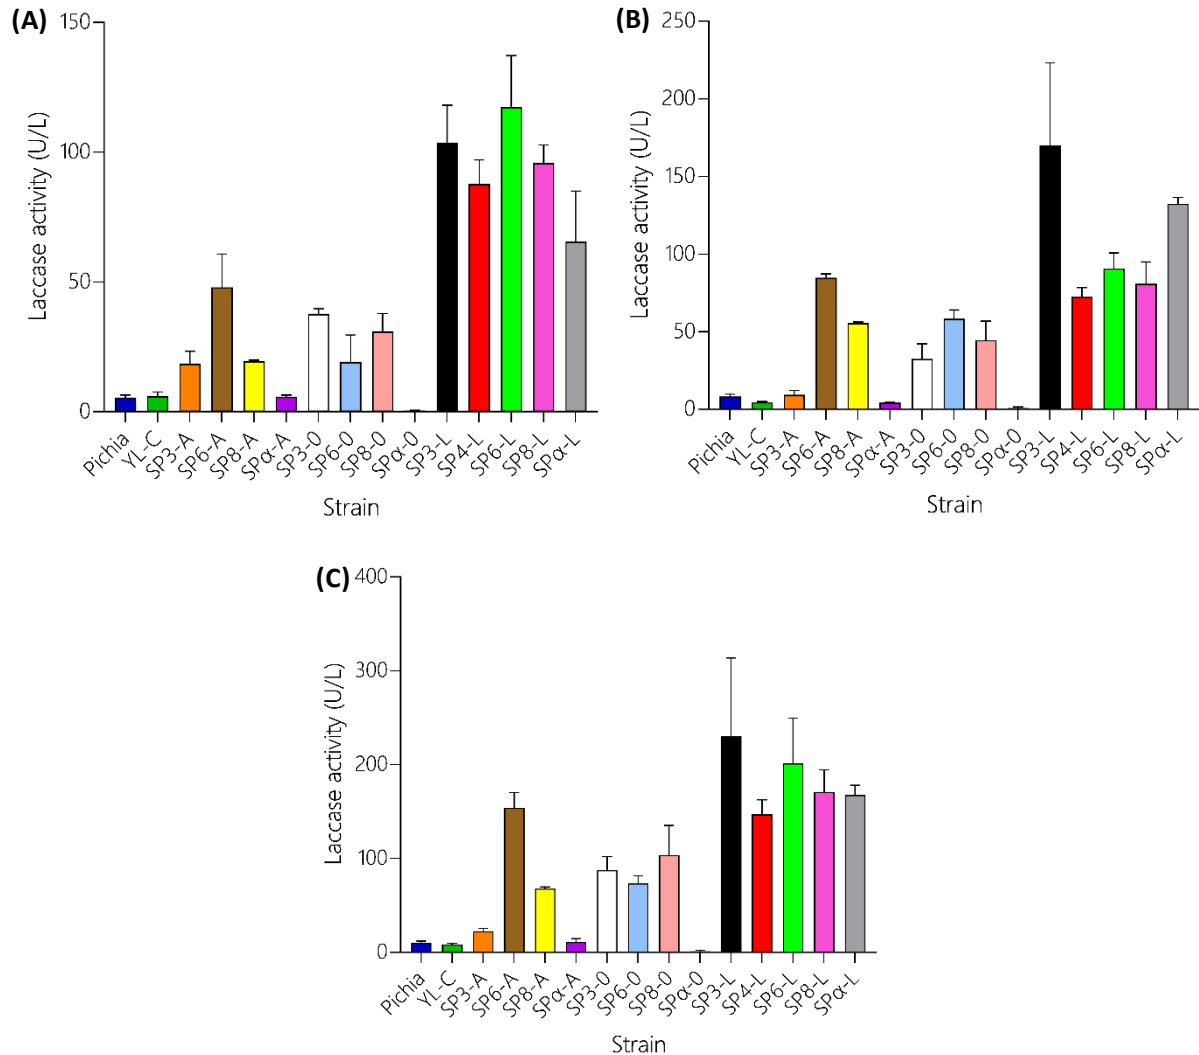 (A)
Laccase activity (U/L)
150
100
50
0
Pichia
YL-C
SP3-A
SP6-A
SP8-A
SPα-A
SP3-0
SP6-0
SP8-0
SPα-0
SP3-L
SP4-L
SP6-L
SP8-L
SPα-L
Strain
(B)
Laccase activity (U/L)
250
200
150
100
50
0
Pichia
YL-C
SP3-A
SP6-A
SP8-A
SPα-A
SP3-0
SP6-0
SP8-0
SPα-0
SP3-L
SP4-L
SP6-L
SP8-L
SPα-L
Strain
(C)
Laccase activity (U/L)
400
300
200
100
0
Pichia
YL-C
SP3-A
SP6-A
SP8-A
SPα-A
SP3-0
SP6-0
SP8-0
SPα-0
SP3-L
SP4-L
SP6-L
SP8-L
SPα-L
Strain